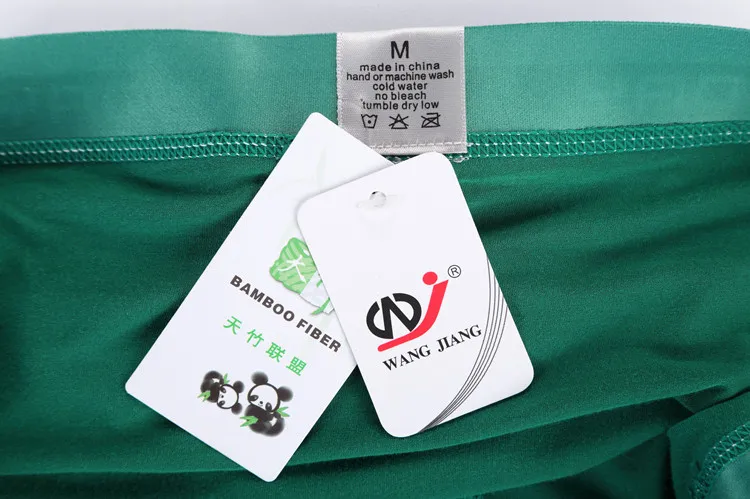 M
made in china
hand or machine wash
cold water
no bleach
tumble dry low
BAMBOO FIBER
天竹联盟
®
WANG JIANG